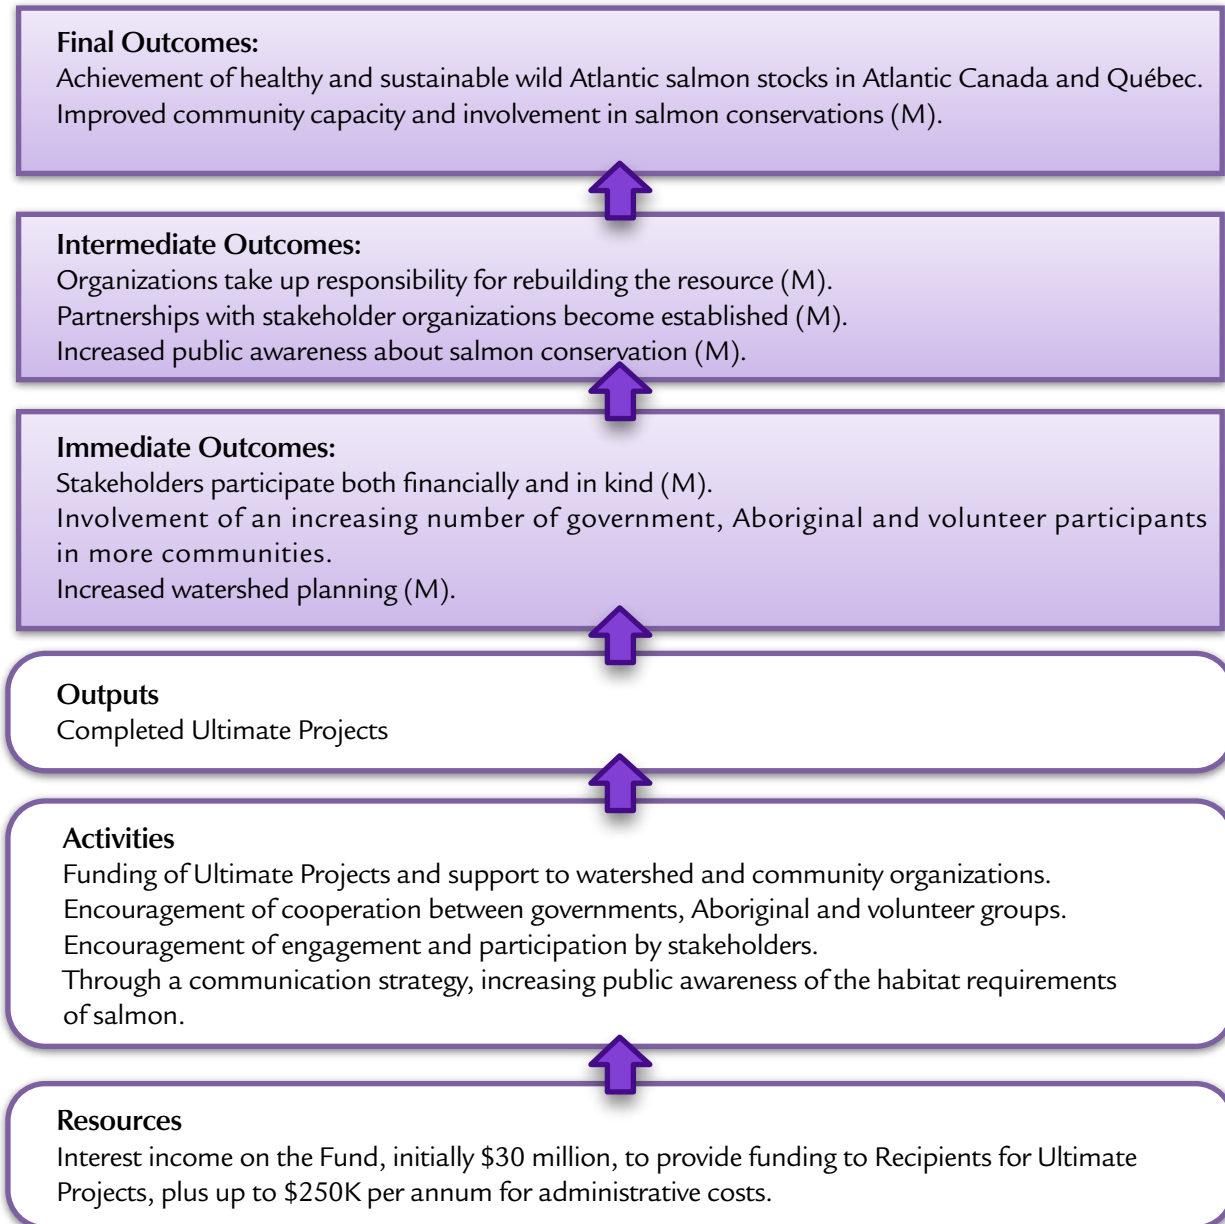 Final Outcomes:
Achievement of healthy and sustainable wild Atlantic salmon stocks in Atlantic Canada and Québec.
Improved community capacity and involvement in salmon conservations (M).
Intermediate Outcomes:
Organizations take up responsibility for rebuilding the resource (M).
Partnerships with stakeholder organizations become established (M).
Increased public awareness about salmon conservation (M).
Immediate Outcomes:
Stakeholders participate both financially and in kind (M).
Involvement of an increasing number of government, Aboriginal and volunteer participants
in more communities.
Increased watershed planning (M).
Outputs
Completed Ultimate Projects
Activities
Funding of Ultimate Projects and support to watershed and community organizations.
Encouragement of cooperation between governments, Aboriginal and volunteer groups.
Encouragement of engagement and participation by stakeholders.
Through a communication strategy, increasing public awareness of the habitat requirements
of salmon.
Resources
Interest income on the Fund, initially $30 million, to provide funding to Recipients for Ultimate
Projects, plus up to $250K per annum for administrative costs.